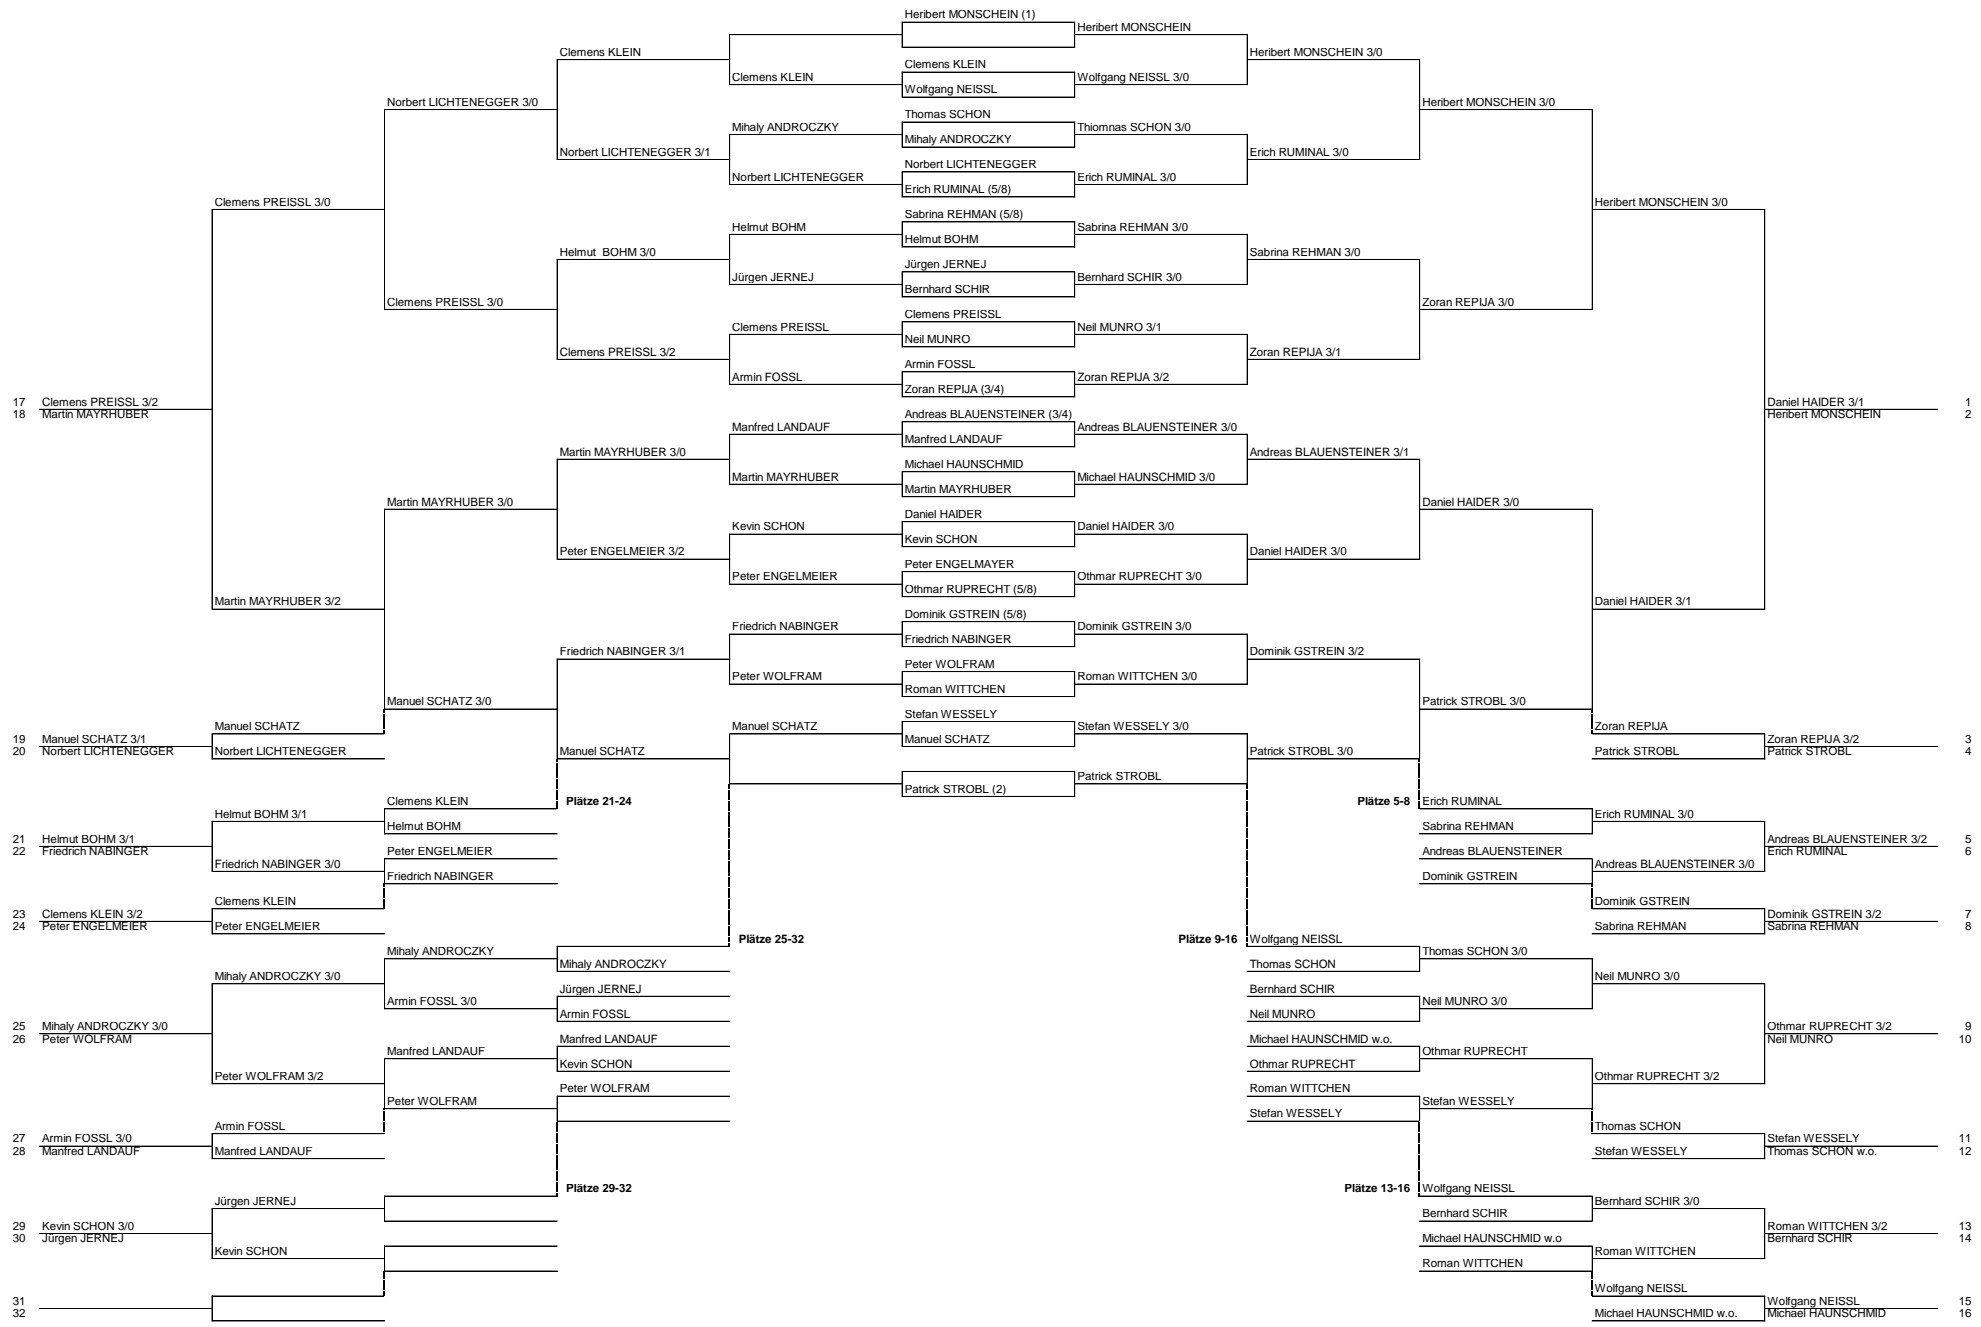 Heribert MONSCHEIN (1)
Heribert MONSCHEIN
Clemens KLEIN
Heribert MONSCHEIN 3/0
Clemens KLEIN
Clemens KLEIN
Wolfgang NEISSL 3/0
Wolfgang NEISSL
Norbert LICHTENEGGER 3/0
Heribert MONSCHEIN 3/0
Thomas SCHON
Mihaly ANDROCZKY
Thiomnas SCHON 3/0
Mihaly ANDROCZKY
Norbert LICHTENEGGER 3/1
Erich RUMINAL 3/0
Norbert LICHTENEGGER
Norbert LICHTENEGGER
Erich RUMINAL 3/0
Erich RUMINAL (5/8)
Clemens PREISSL 3/0
Heribert MONSCHEIN 3/0
Sabrina REHMAN (5/8)
Helmut BOHM
Sabrina REHMAN 3/0
Helmut BOHM
Helmut  BOHM 3/0
Sabrina REHMAN 3/0
Jürgen JERNEJ
Jürgen JERNEJ
Bernhard SCHIR 3/0
Bernhard SCHIR
Clemens PREISSL 3/0
Zoran REPIJA 3/0
Clemens PREISSL
Clemens PREISSL
Neil MUNRO 3/1
Neil MUNRO
Clemens PREISSL 3/2
Zoran REPIJA 3/1
Armin FOSSL
Armin FOSSL
Zoran REPIJA 3/2
Zoran REPIJA (3/4)
17 Clemens PREISSL 3/2
Daniel HAIDER 3/1 1
18 Martin MAYRHUBER
Heribert MONSCHEIN 2
Andreas BLAUENSTEINER (3/4)
Manfred LANDAUF
Andreas BLAUENSTEINER 3/0
Manfred LANDAUF
Martin MAYRHUBER 3/0
Andreas BLAUENSTEINER 3/1
Michael HAUNSCHMID
Martin MAYRHUBER
Michael HAUNSCHMID 3/0
Martin MAYRHUBER
Martin MAYRHUBER 3/0
Daniel HAIDER 3/0
Daniel HAIDER
Kevin SCHON
Daniel HAIDER 3/0
Kevin SCHON
Peter ENGELMEIER 3/2
Daniel HAIDER 3/0
Peter ENGELMAYER
Peter ENGELMEIER
Othmar RUPRECHT 3/0
Othmar RUPRECHT (5/8)
Martin MAYRHUBER 3/2
Daniel HAIDER 3/1
Dominik GSTREIN (5/8)
Friedrich NABINGER
Dominik GSTREIN 3/0
Friedrich NABINGER
Friedrich NABINGER 3/1
Dominik GSTREIN 3/2
Peter WOLFRAM
Peter WOLFRAM
Roman WITTCHEN 3/0
Roman WITTCHEN
Manuel SCHATZ 3/0
Patrick STROBL 3/0
Stefan WESSELY
Manuel SCHATZ
Manuel SCHATZ
Stefan WESSELY 3/0
Zoran REPIJA
Manuel SCHATZ
19 Manuel SCHATZ 3/1
Zoran REPIJA 3/2 3
20 Norbert LICHTENEGGER
Norbert LICHTENEGGER
Manuel SCHATZ
Patrick STROBL 3/0
Patrick STROBL
Patrick STROBL 4
Patrick STROBL
Patrick STROBL (2)
Clemens KLEIN
Plätze 21-24
Plätze 5-8
Erich RUMINAL
Helmut BOHM 3/1
Erich RUMINAL 3/0
Helmut BOHM
Sabrina REHMAN
21 Helmut BOHM 3/1
Andreas BLAUENSTEINER 3/2 5
22 Friedrich NABINGER
Peter ENGELMEIER
Andreas BLAUENSTEINER
Erich RUMINAL 6
Friedrich NABINGER 3/0
Andreas BLAUENSTEINER 3/0
Friedrich NABINGER
Dominik GSTREIN
Clemens KLEIN
Dominik GSTREIN
23 Clemens KLEIN 3/2
Dominik GSTREIN 3/2 7
24 Peter ENGELMEIER
Peter ENGELMEIER
Sabrina REHMAN
Sabrina REHMAN 8
Plätze 25-32
Plätze 9-16
Wolfgang NEISSL
Mihaly ANDROCZKY
Thomas SCHON 3/0
Mihaly ANDROCZKY
Thomas SCHON
Mihaly ANDROCZKY 3/0
Neil MUNRO 3/0
Jürgen JERNEJ
Bernhard SCHIR
Armin FOSSL 3/0
Neil MUNRO 3/0
Armin FOSSL
Neil MUNRO
25 Mihaly ANDROCZKY 3/0
Othmar RUPRECHT 3/2 9
26 Peter WOLFRAM
Manfred LANDAUF
Michael HAUNSCHMID w.o.
Neil MUNRO 10
Manfred LANDAUF
Othmar RUPRECHT
Kevin SCHON
Othmar RUPRECHT
Peter WOLFRAM 3/2
Othmar RUPRECHT 3/2
Peter WOLFRAM
Roman WITTCHEN
Peter WOLFRAM
Stefan WESSELY
Stefan WESSELY
Armin FOSSL
Thomas SCHON
27 Armin FOSSL 3/0
Stefan WESSELY 11
28 Manfred LANDAUF
Manfred LANDAUF
Stefan WESSELY
Thomas SCHON w.o. 12
Plätze 29-32
Plätze 13-16
Wolfgang NEISSL
Jürgen JERNEJ
Bernhard SCHIR 3/0
Bernhard SCHIR
29 Kevin SCHON 3/0
Roman WITTCHEN 3/2 13
30 Jürgen JERNEJ
Michael HAUNSCHMID w.o
Bernhard SCHIR 14
Kevin SCHON
Roman WITTCHEN
Roman WITTCHEN
Wolfgang NEISSL
31
Wolfgang NEISSL 15
32
Michael HAUNSCHMID w.o.
Michael HAUNSCHMID 16